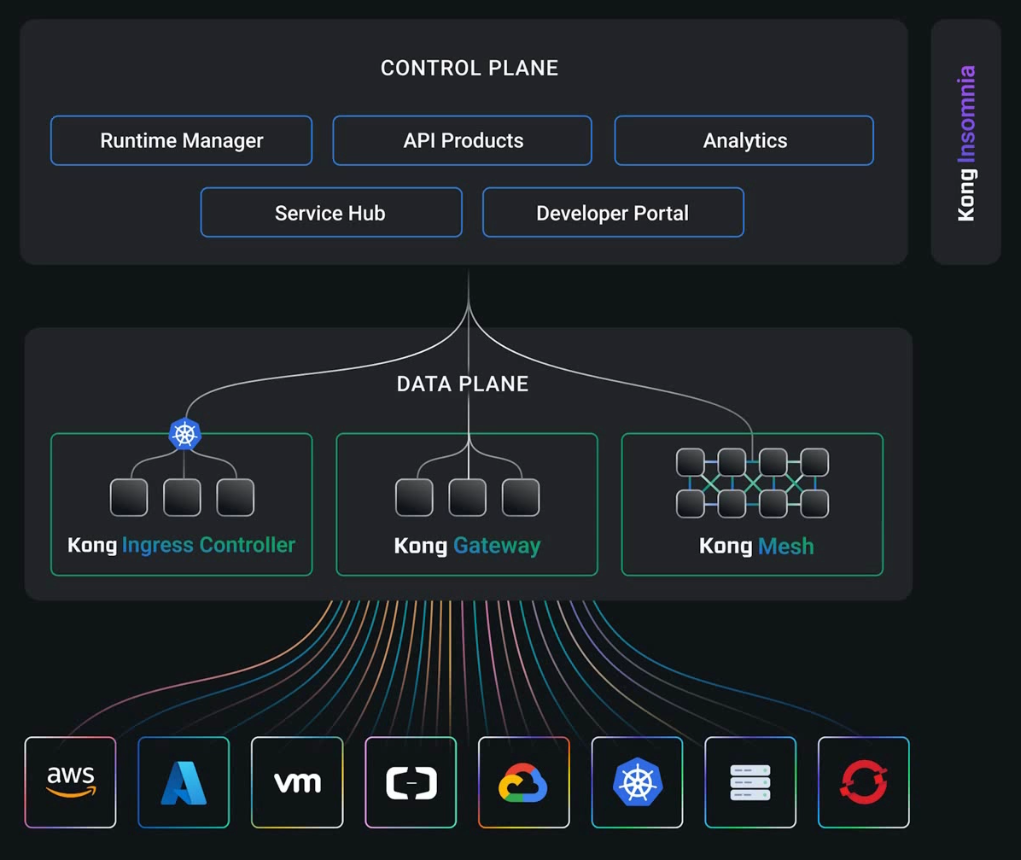 CONTROL PLANE
Runtime Manager
API Products
Analytics
Service Hub
Developer Portal
Kong Insomnia
DATA PLANE
Kong Ingress Controller
Kong Gateway
Kong Mesh
aws
vm